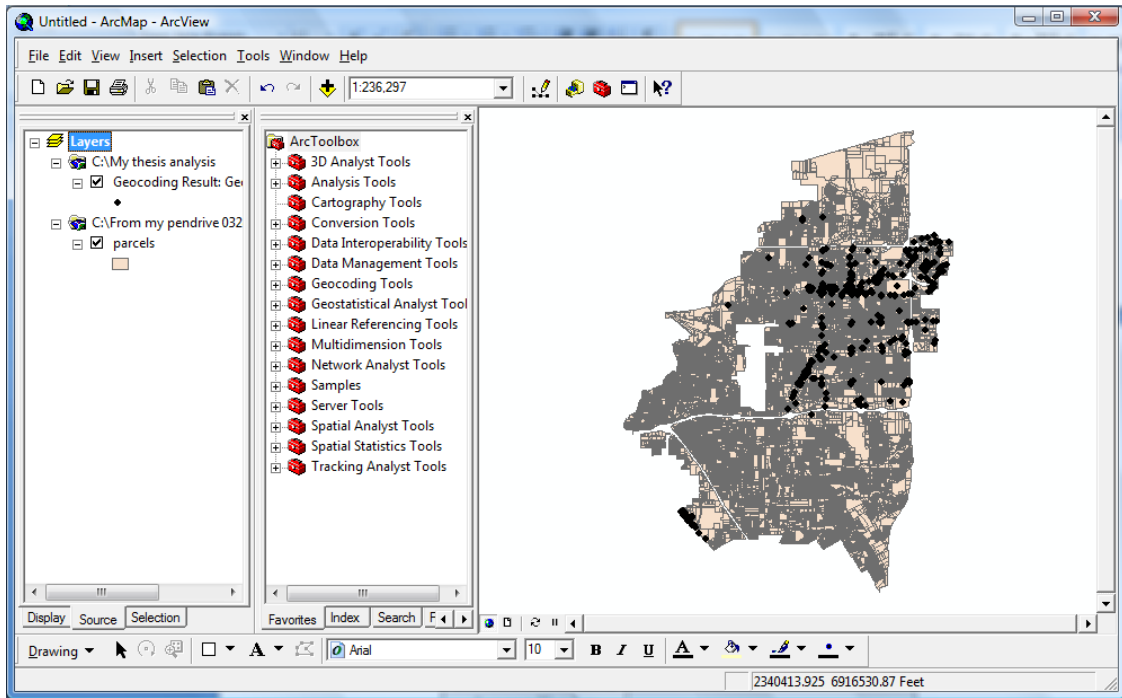 Untitled - ArcMap - ArcView
File Edit View Insert Selection Tools Window Help
1:236,297
Layers
C:\My thesis analysis
Geocoding Result: Geo
C:\From my pendrive 032
parcels
Display Source Selection
ArcToolbox
3D Analyst Tools
Analysis Tools
Cartography Tools
Conversion Tools
Data Interoperability Tools
Data Management Tools
Geocoding Tools
Geostatistical Analyst Tool
Linear Referencing Tools
Multidimension Tools
Network Analyst Tools
Samples
Server Tools
Spatial Analyst Tools
Spatial Statistics Tools
Tracking Analyst Tools
Favorites Index Search
Drawing A Arial 10 B I U A
2340413.925 6916530.87 Feet